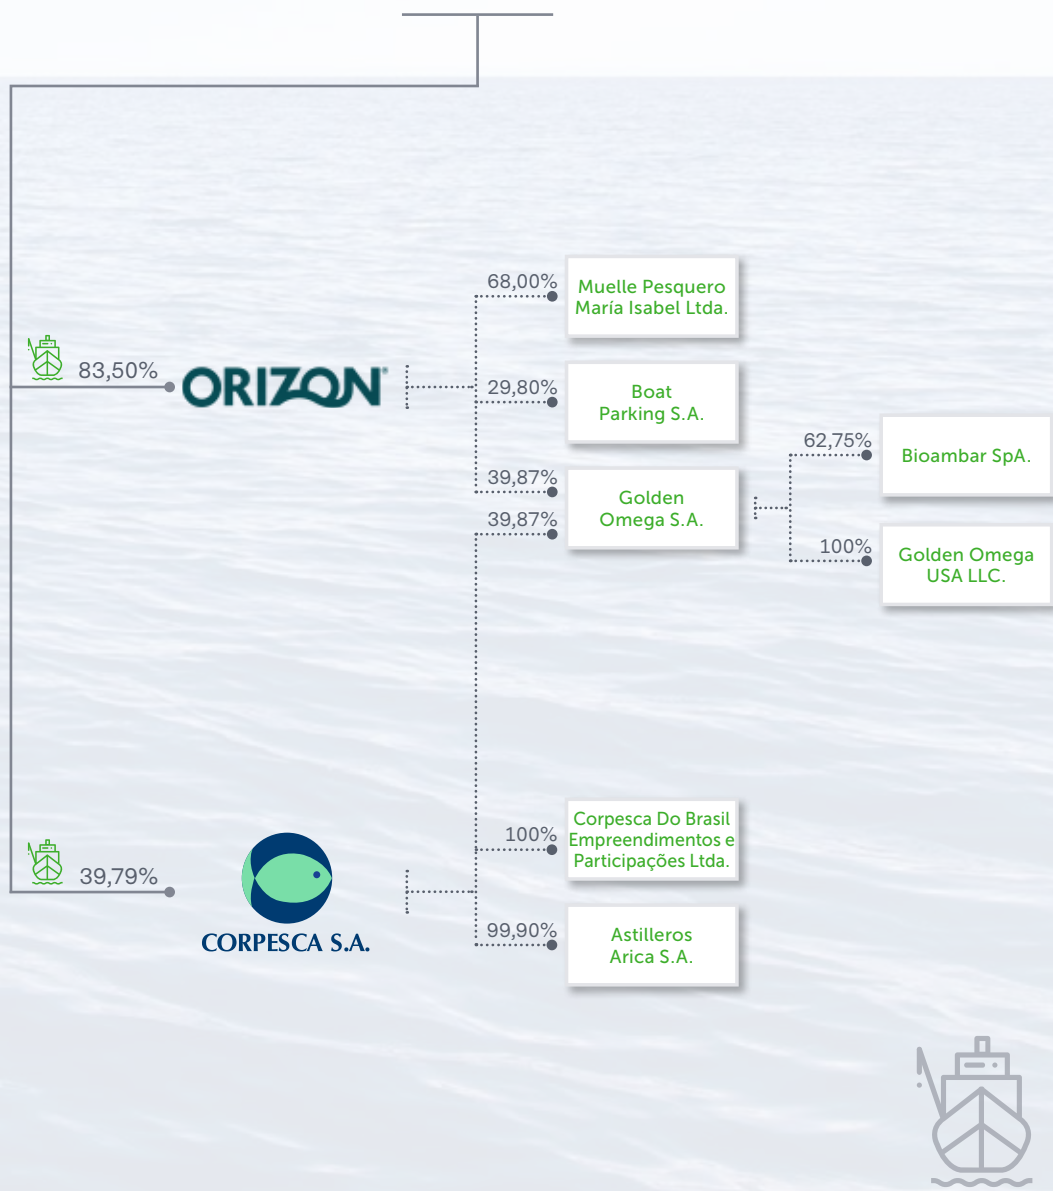 68,00%
Muelle Pesquero
María Isabel Ltda.
83,50%
ORIZON®
29,80%
Boat
Parking S.A.
39,87%
39,87%
Golden
Omega S.A.
62,75%
Bioambar SpA.
100%
Golden Omega
USA LLC.
39,79%
CORPESCA S.A.
100%
Corpesca Do Brasil
Empreendimentos e
Participações Ltda.
99,90%
Astilleros
Arica S.A.